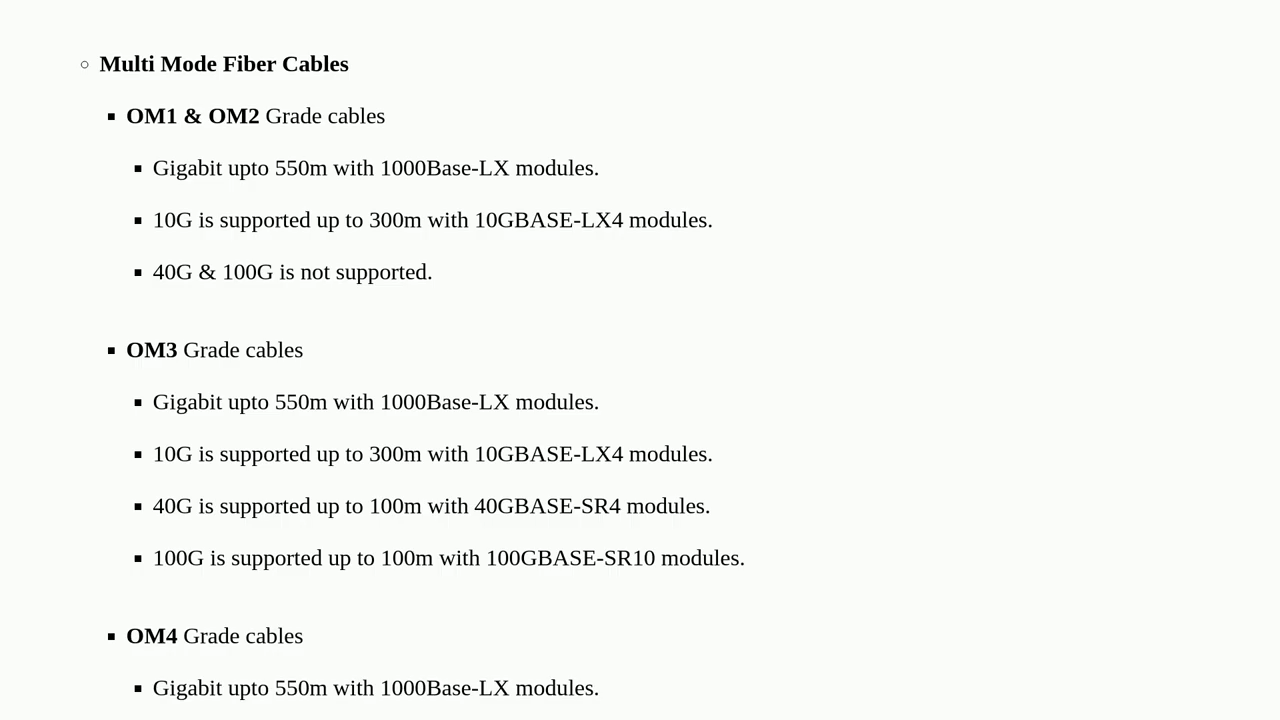 Multi Mode Fiber Cables
OM1 & OM2 Grade cables
Gigabit upto 550m with 1000Base-LX modules.
10G is supported up to 300m with 10GBASE-LX4 modules.
40G & 100G is not supported.
OM3 Grade cables
Gigabit upto 550m with 1000Base-LX modules.
10G is supported up to 300m with 10GBASE-LX4 modules.
40G is supported up to 100m with 40GBASE-SR4 modules.
100G is supported up to 100m with 100GBASE-SR10 modules.
OM4 Grade cables
Gigabit upto 550m with 1000Base-LX modules.